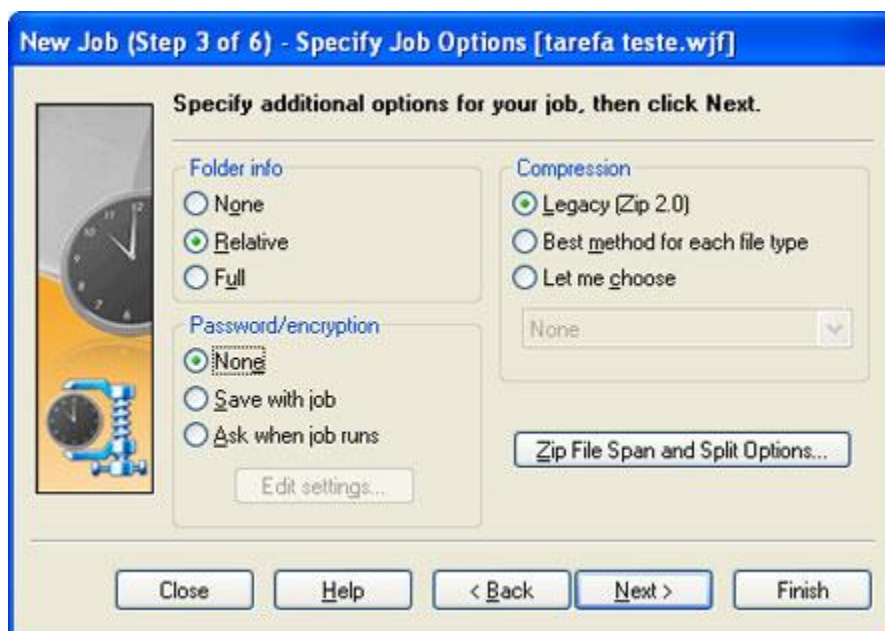 New Job (Step 3 of 6) - Specify Job Options [tarefa teste.wjf]
Specify additional options for your job, then click Next.
Folder info
None
Relative
Full
Password/encryption
None
Save with job
Ask when job runs
Edit settings...
Compression
Legacy (Zip 2.0)
Best method for each file type
Let me choose
None
Zip File Span and Split Options...
Close
Help
< Back
Next >
Finish